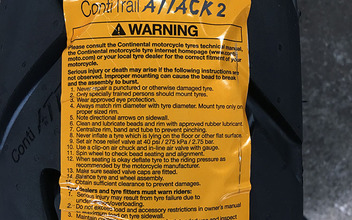 ContiTrail ATTACK 2
WARNING
Please consult the Continental motorcycle tyres technical manual,
the Continental motorcycle tyres internet homepage (www.conti-
moto.com) or your local tyre dealer for the correct fitment of your
motorcycle.
Serious injury or death may arise if the following instructions are
not observed. Improper mounting can cause the bead to break
and the assembly to burst.
1. Never repair a punctured or otherwise damaged tyre.
2. Only specially trained persons should mount tyres.
3. Wear approved eye protection.
4. Always match rim diameter with tyre diameter. Mount tyre only on
proper sized rim.
5. Note directional arrows on sidewall.
6. Clean and lubricate beads and rim with approved rubber lubricant.
7. Centralize rim, band and tube to prevent pinching.
8. Never inflate a tyre which is lying on the floor or other flat surface.
9. Set air hose relief valve at 40 psi / 275 kPa / 2.75 bar.
10. Use a clip on air chuck and in-line air valve with gauge.
11. Spin wheel to check bead seating and alignment.
12. When seating is okay deflate tyre to the riding pressure as
recommended by the motorcycle manufacturer.
13. Make sure sealed valve caps are fitted.
14. Balance tyre and wheel assembly.
15. Obtain sufficient clearance to prevent damages.
Dealers and tyre fitters must warn riders:
1. Serious injury may result from tyre failure due to
underinflation/overloading.
2. Do not exceed load and accessory restrictions in owner's manual
on tyre sidewall.
and inspect
Conti